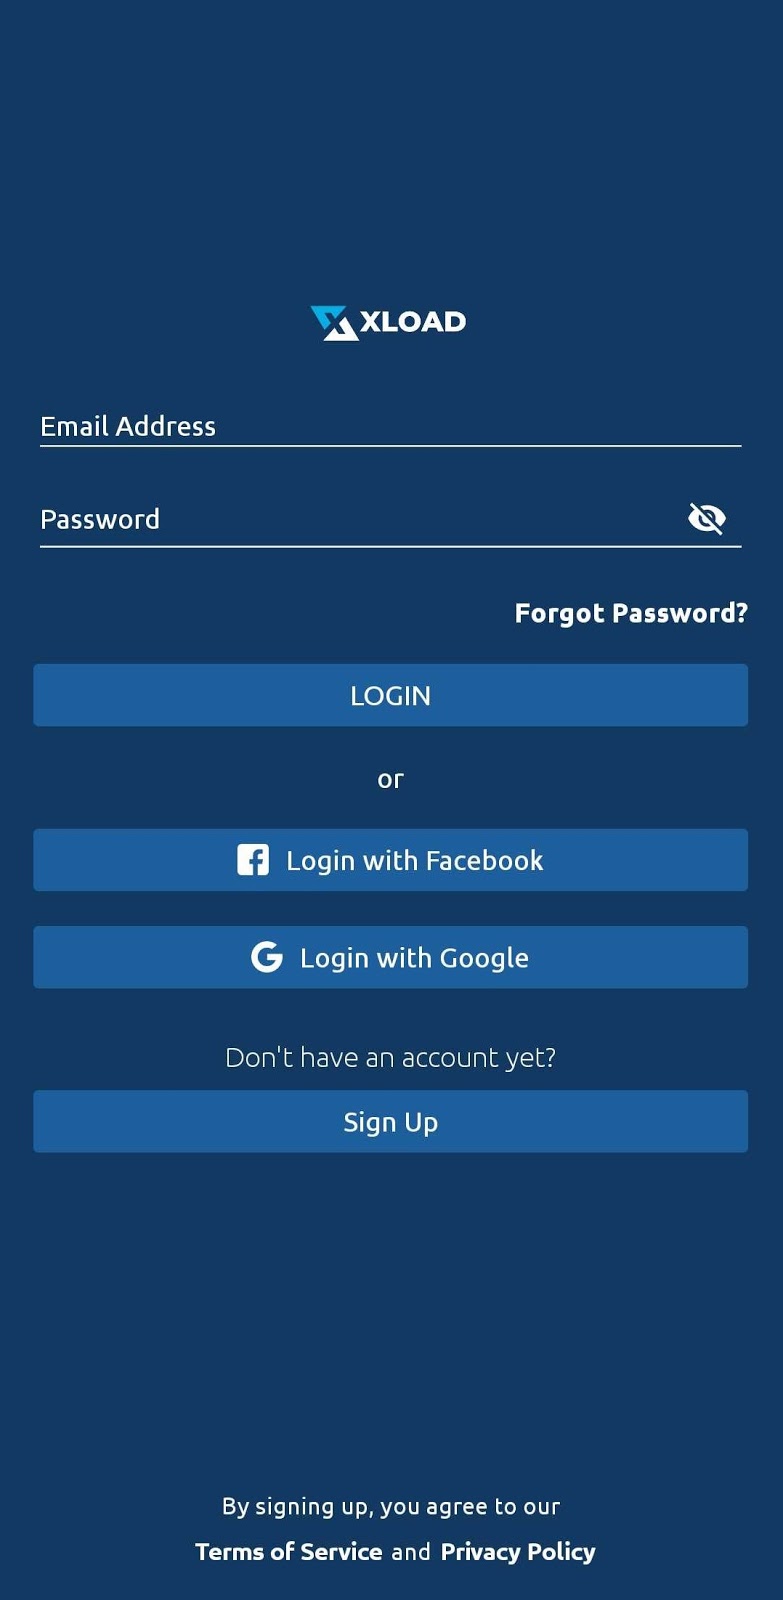 XLOAD
Email Address
Password
Forgot Password?
LOGIN
or
Login with Facebook
Login with Google
Don't have an account yet?
Sign Up
By signing up, you agree to our
Terms of Service and Privacy Policy